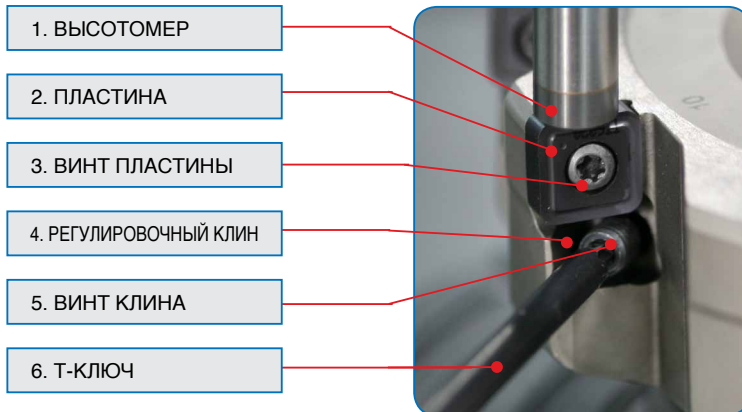 1. ВЫСОТОМЕР
2. ПЛАСТИНА
3. ВИНТ ПЛАСТИНЫ
4. РЕГУЛИРОВОЧНЫЙ КЛИН
5. ВИНТ КЛИНА
6. Т-КЛЮЧ